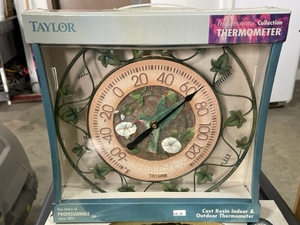 TAYLOR
Impressions Collection
THERMOMETER
-60 -40 -20 0 20 40 60 80 100 120
°F
TAYLOR
PROFESSIONALS
Cast Resin Indoor &
Outdoor Thermometer